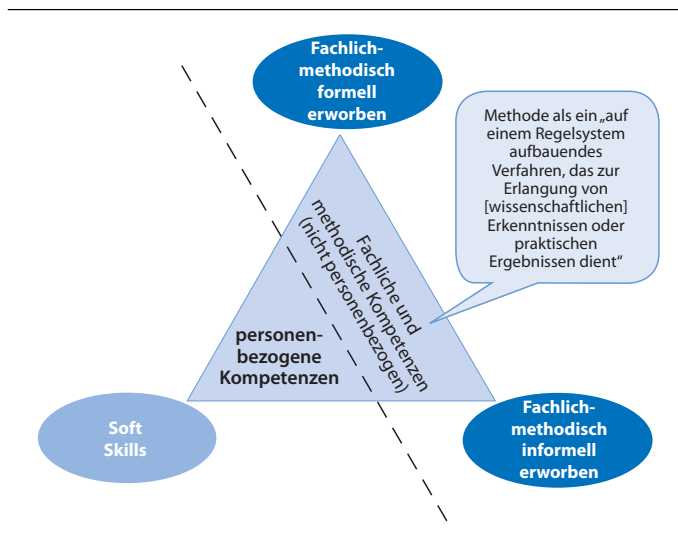 Fachlich-
methodisch
formell
erworben
Methode als ein „auf
einem Regelsystem
aufbauendes
Verfahren, das zur
Erlangung von
[wissenschaftlichen]
Erkenntnissen oder
praktischen
Ergebnissen dient“
Fachliche und
methodische Kompetenzen
(nicht personenbezogen)
personen-
bezogene
Kompetenzen
Soft
Skills
Fachlich-
methodisch
informell
erworben